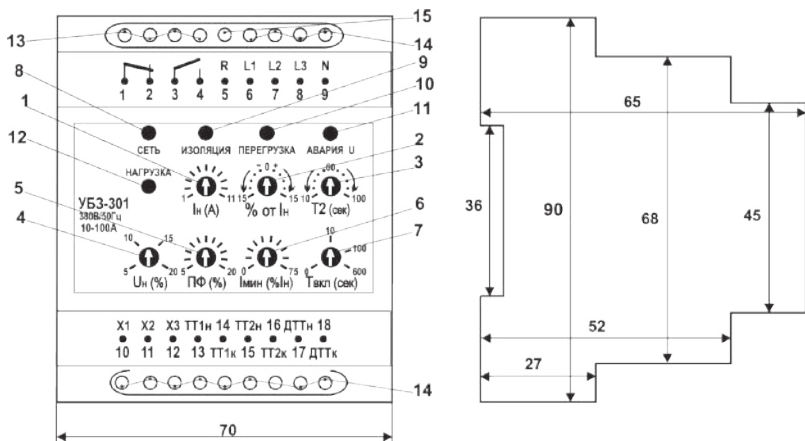 15
13
14
R L1 L2 L3 N
1 2 3 4 5 6 7 8 9
8
9
1
10
11
12
СЕТЬ ИЗОЛЯЦИЯ ПЕРЕГРУЗКА АВАРИЯ U
2
3
НАГРУЗКА
- 0 +
60
1 11 15 15 10 100
Iн (А) % от Iн Т2 (сек)
5
УБЗ-301
380В/50Гц
10-100А
6
4
7
10 15
10
100
5 20 5 20 0 75 0 600
Uн (%) ПФ (%) Iмин (%Iн) Твкл (сек)
X1 X2 X3 ТТ1н 14 ТТ2н 16 ДТТн 18
10 11 12 13 ТТ1к 15 ТТ2к 17 ДТТк
14
70
65
36
90
68
45
52
27